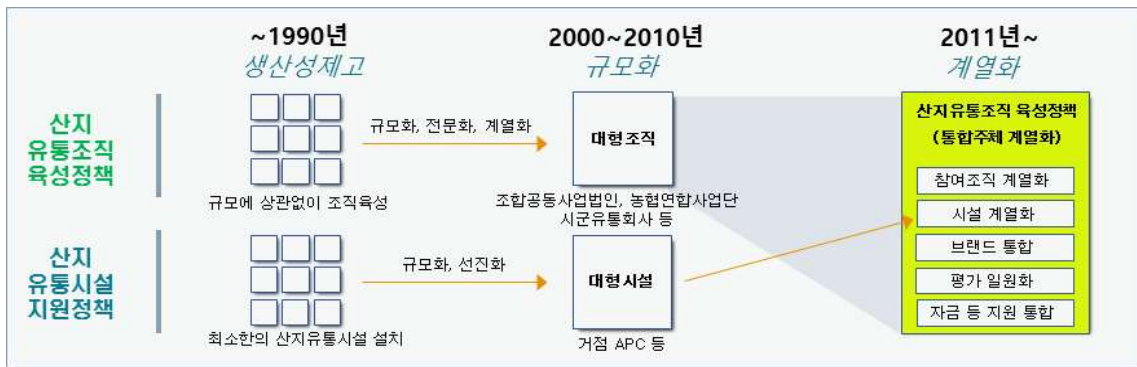 ~1990년
생산성제고
2000~2010년
규모화
2011년~
계열화
산지
유통조직
육성정책
규모에 상관없이 조직육성
규모화, 전문화, 계열화
대형조직
조합공동사업법인, 농협연합사업단
시군유통회사 등
산지유통조직 육성정책
(통합주체 계열화)
참여조직 계열화
시설 계열화
브랜드 통합
평가 일원화
자금 등 지원 통합
산지
유통시설
지원정책
최소한의 산지유통시설 설치
규모화, 선진화
대형시설
거점 APC 등